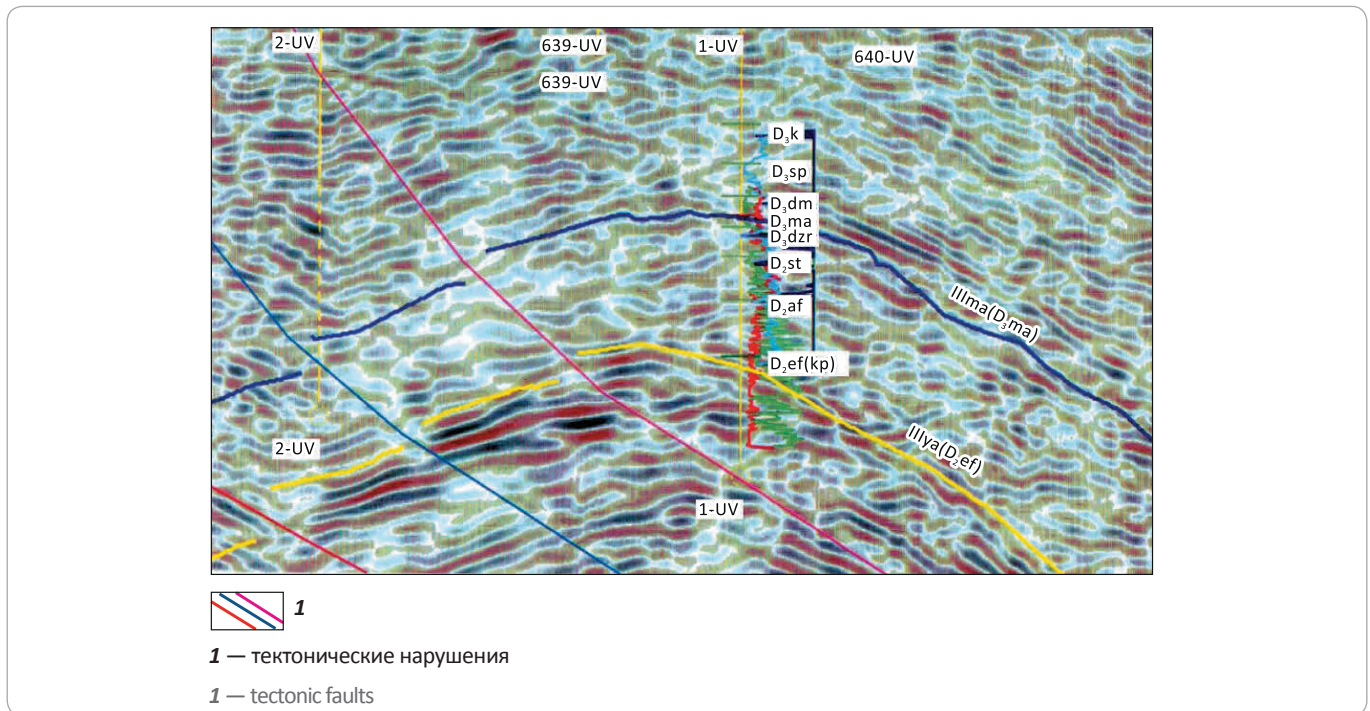 2-UV
639-UV
1-UV
640-UV
639-UV
D₃k
D₃sp
D₃dm
D₃ma
D₃dzr
D₂st
D₂af
IIIma(D₃ma)
D₂ef(kp)
IIIya(D₂ef)
2-UV
1-UV
1
1 — тектонические нарушения
1 — tectonic faults